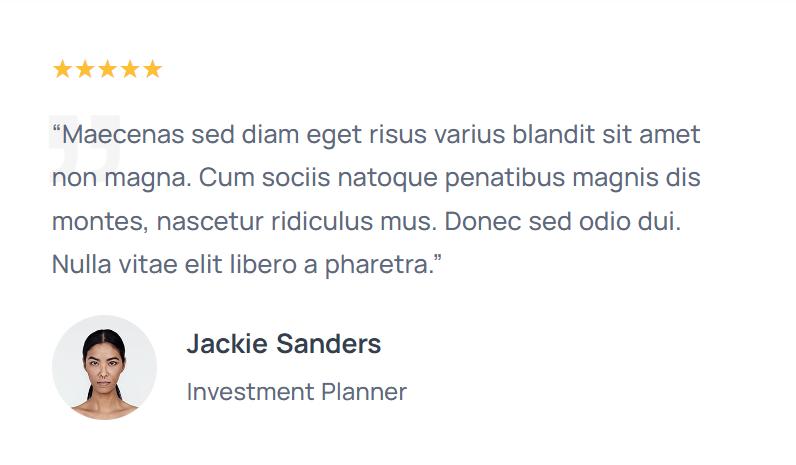 “Maecenas sed diam eget risus varius blandit sit amet
non magna. Cum sociis natoque penatibus magnis dis
montes, nascetur ridiculus mus. Donec sed odio dui.
Nulla vitae elit libero a pharetra.”
Jackie Sanders
Investment Planner